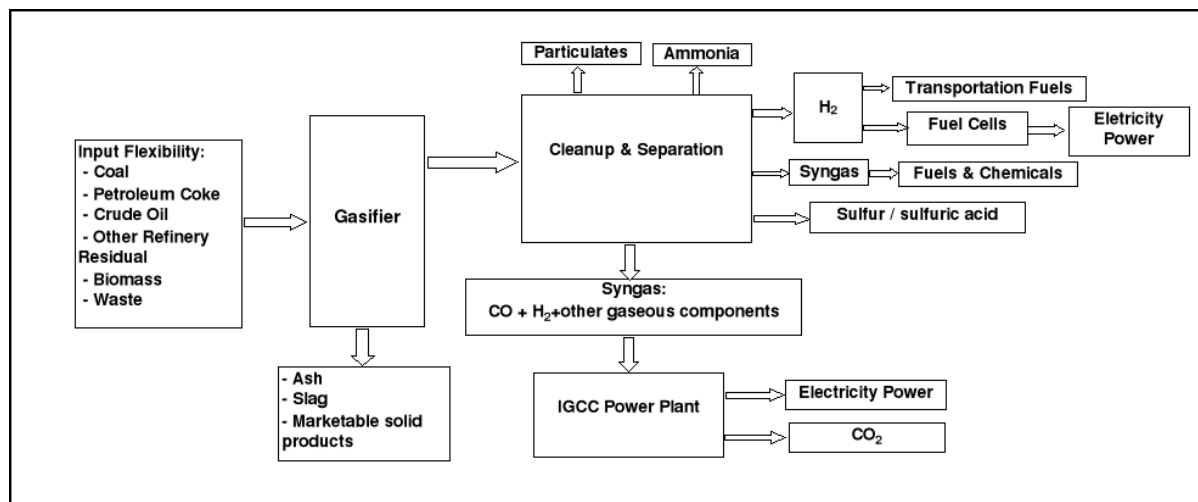 Particulates
Ammonia
Transportation Fuels
H₂
Fuel Cells
Eletricity
Power
Input Flexibility:
- Coal
- Petroleum Coke
- Crude Oil
- Other Refinery
Residual
- Biomass
- Waste
Gasifier
Cleanup & Separation
Syngas
Fuels & Chemicals
Sulfur / sulfuric acid
Syngas:
CO + H₂+other gaseous components
- Ash
- Slag
- Marketable solid
products
IGCC Power Plant
Electricity Power
CO₂